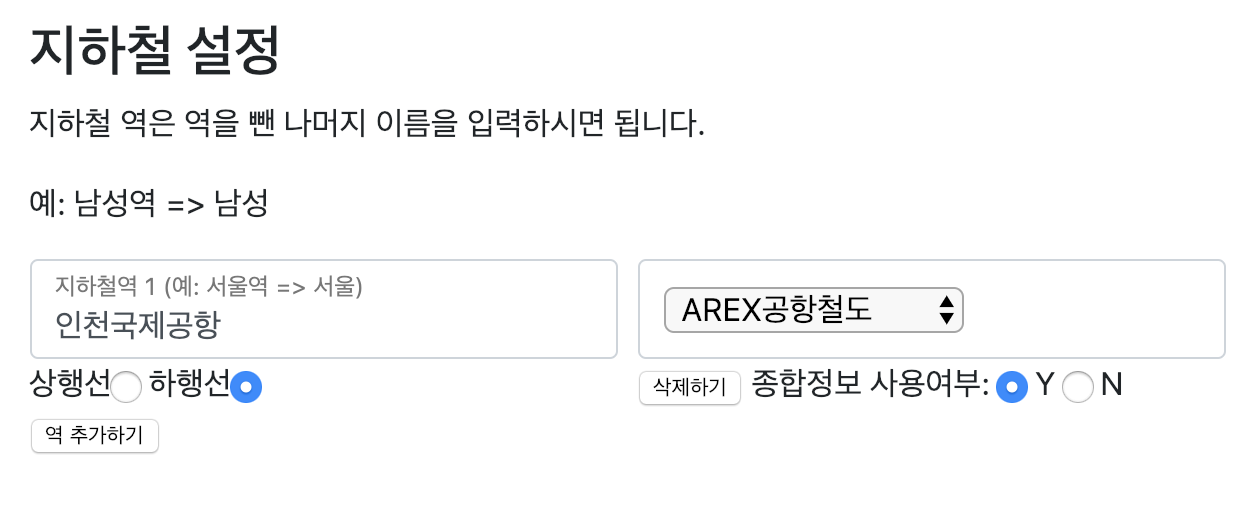 지하철 설정
지하철 역은 역을 뺀 나머지 이름을 입력하시면 됩니다.
예: 남성역 => 남성
지하철역 1 (예: 서울역 => 서울)
인천국제공항
AREX공항철도
상행선 하행선
삭제하기 종합정보 사용여부: Y N
역 추가하기